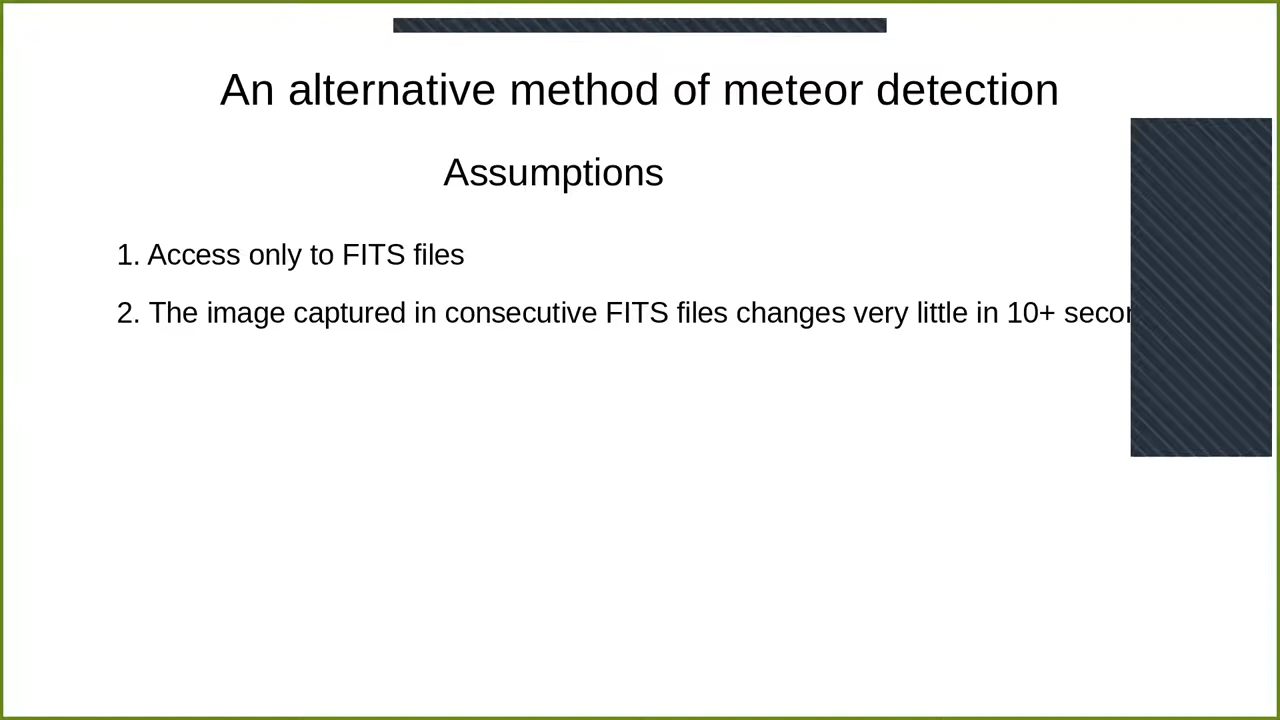 An alternative method of meteor detection
Assumptions
1. Access only to FITS files
2. The image captured in consecutive FITS files changes very little in 10+